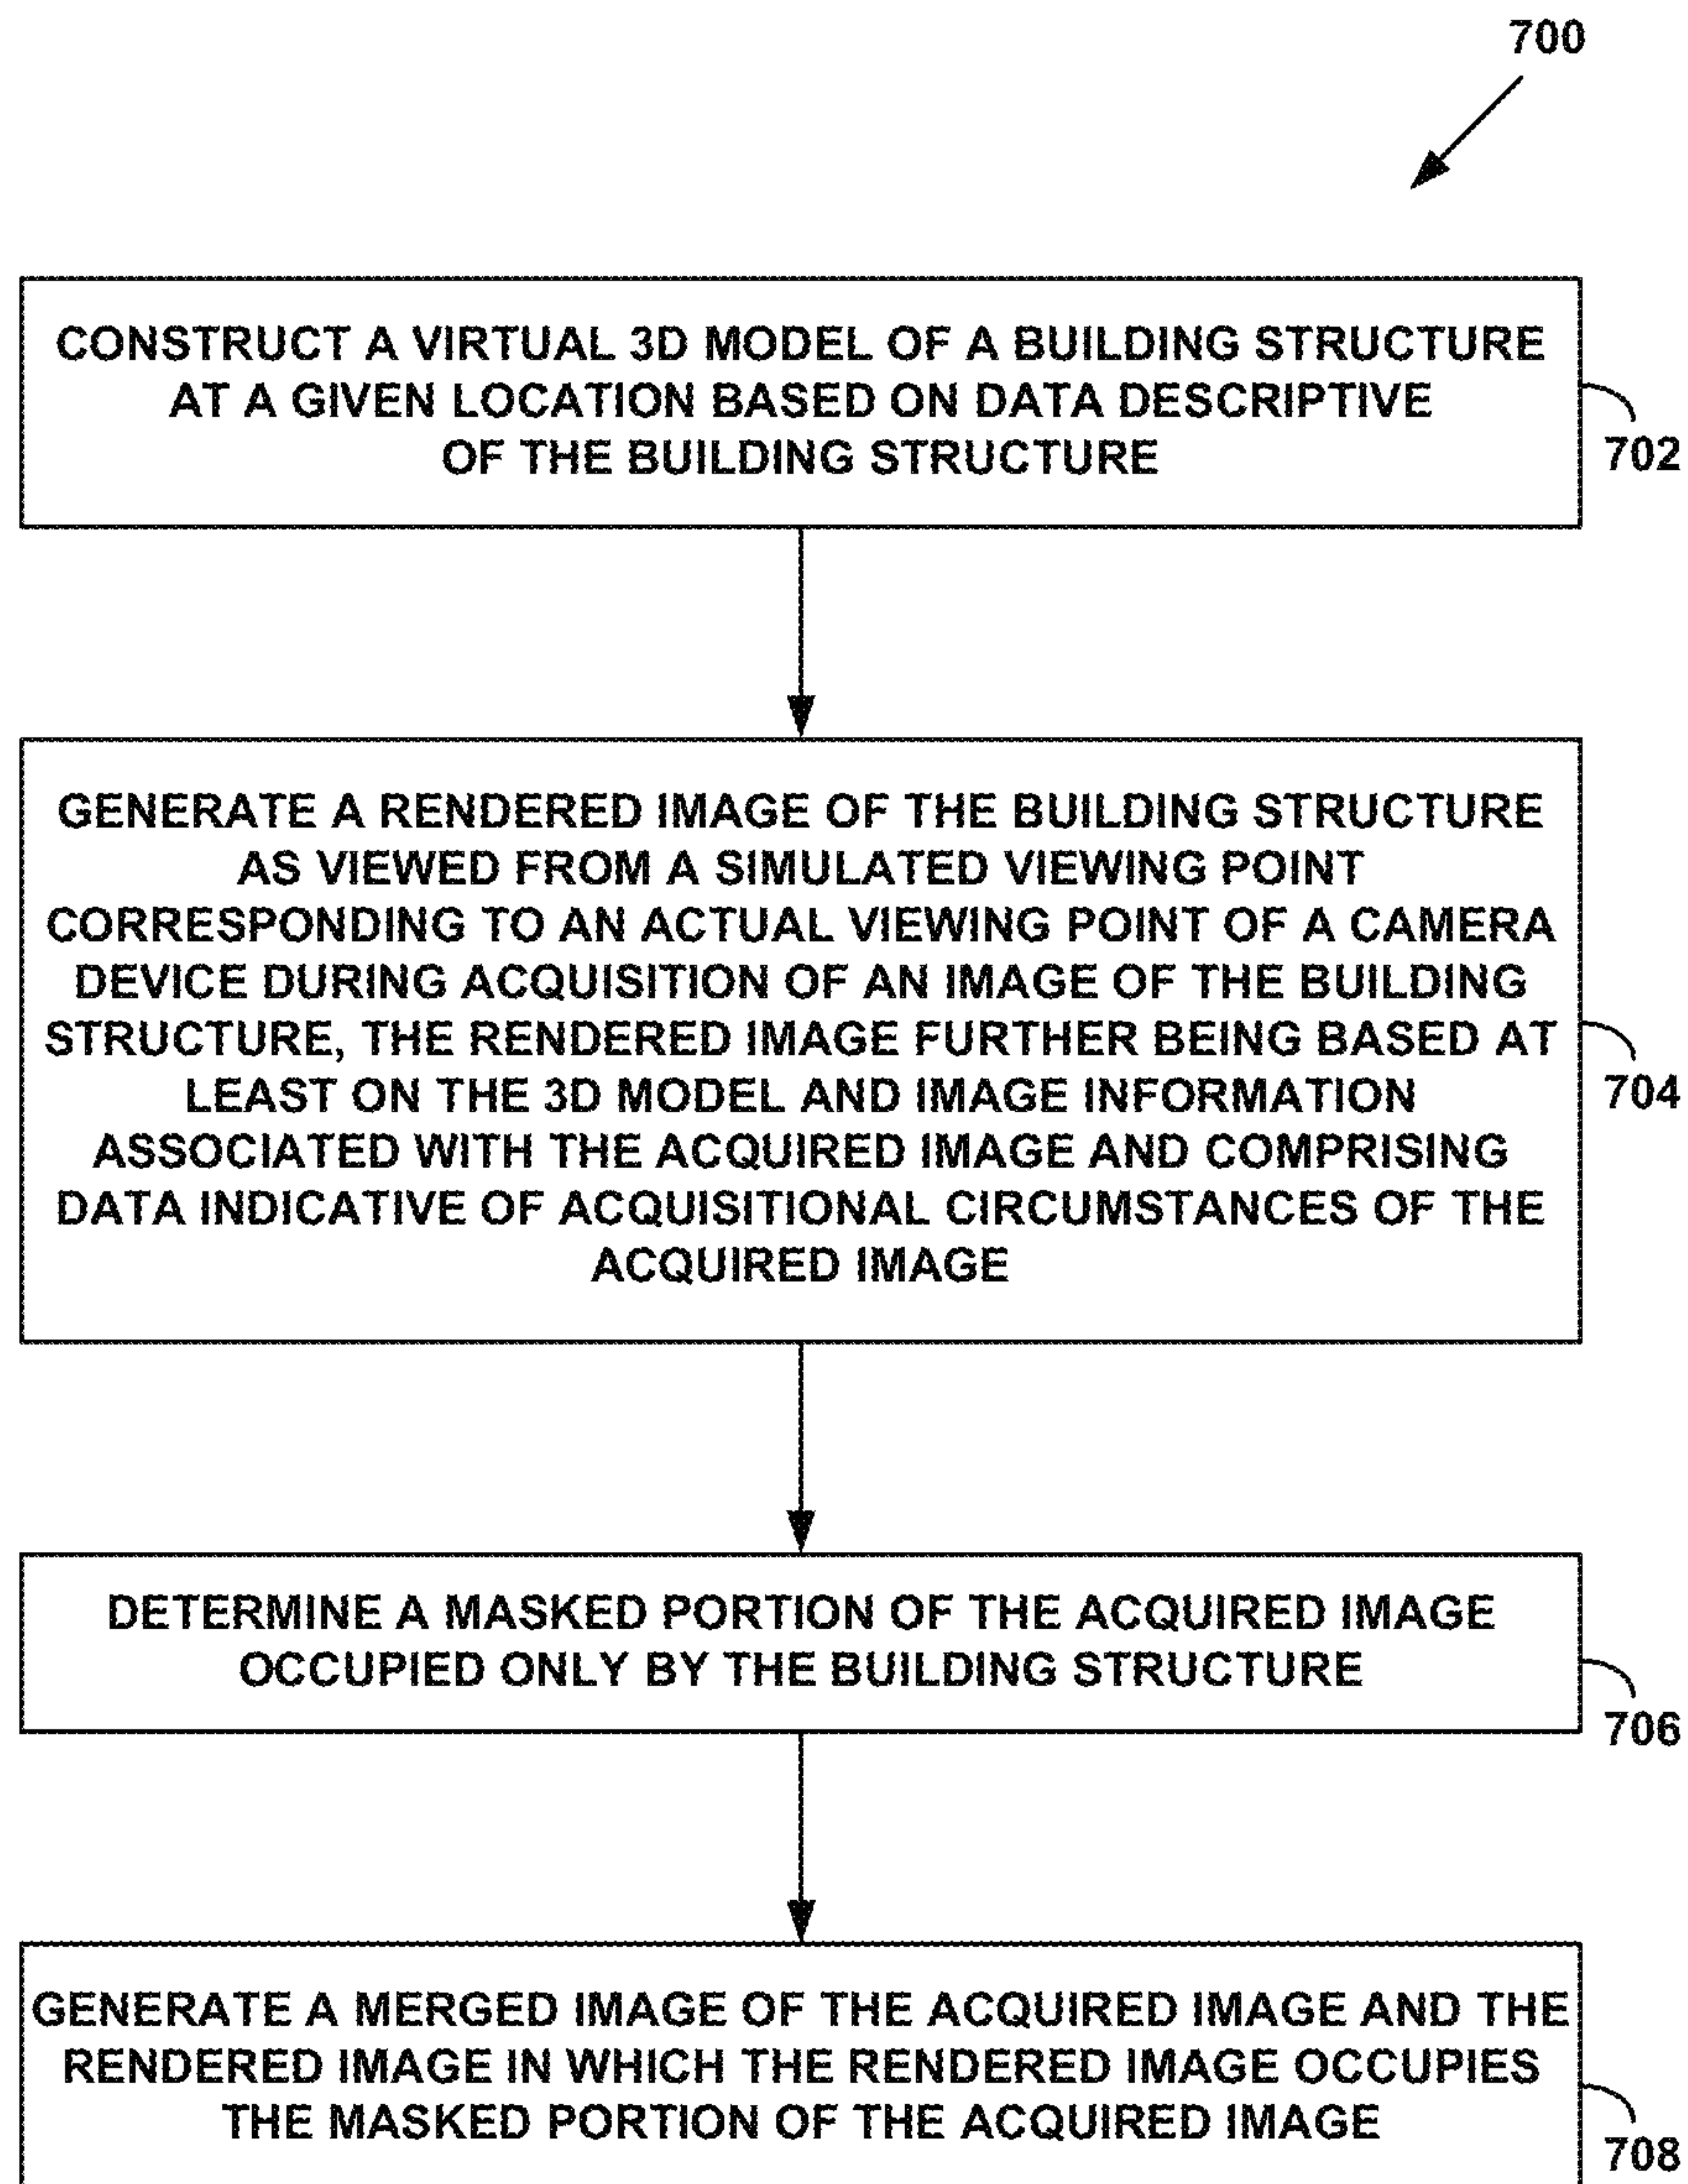 700
CONSTRUCT A VIRTUAL 3D MODEL OF A BUILDING STRUCTURE
AT A GIVEN LOCATION BASED ON DATA DESCRIPTIVE
OF THE BUILDING STRUCTURE
702
GENERATE A RENDERED IMAGE OF THE BUILDING STRUCTURE
AS VIEWED FROM A SIMULATED VIEWING POINT
CORRESPONDING TO AN ACTUAL VIEWING POINT OF A CAMERA
DEVICE DURING ACQUISITION OF AN IMAGE OF THE BUILDING
STRUCTURE, THE RENDERED IMAGE FURTHER BEING BASED AT
LEAST ON THE 3D MODEL AND IMAGE INFORMATION
ASSOCIATED WITH THE ACQUIRED IMAGE AND COMPRISING
DATA INDICATIVE OF ACQUISITIONAL CIRCUMSTANCES OF THE
ACQUIRED IMAGE
704
DETERMINE A MASKED PORTION OF THE ACQUIRED IMAGE
OCCUPIED ONLY BY THE BUILDING STRUCTURE
706
GENERATE A MERGED IMAGE OF THE ACQUIRED IMAGE AND THE
RENDERED IMAGE IN WHICH THE RENDERED IMAGE OCCUPIES
THE MASKED PORTION OF THE ACQUIRED IMAGE
708